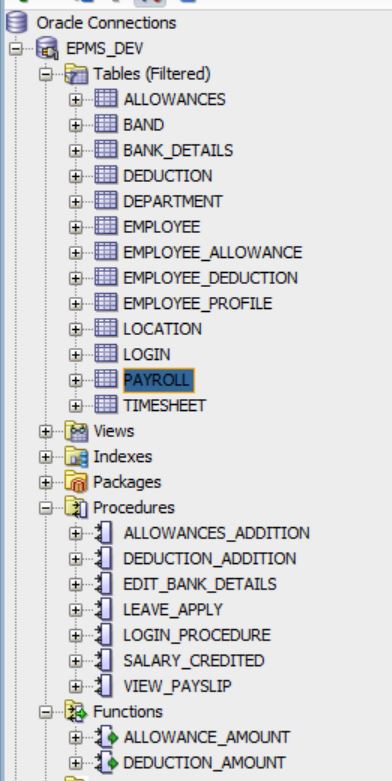 Oracle Connections
EPMS_DEV
Tables (Filtered)
ALLOWANCES
BAND
BANK_DETAILS
DEDUCTION
DEPARTMENT
EMPLOYEE
EMPLOYEE_ALLOWANCE
EMPLOYEE_DEDUCTION
EMPLOYEE_PROFILE
LOCATION
LOGIN
PAYROLL
TIMESHEET
Views
Indexes
Packages
Procedures
ALLOWANCES_ADDITION
DEDUCTION_ADDITION
EDIT_BANK_DETAILS
LEAVE_APPLY
LOGIN_PROCEDURE
SALARY_CREDITED
VIEW_PAYSLIP
Functions
ALLOWANCE_AMOUNT
DEDUCTION_AMOUNT